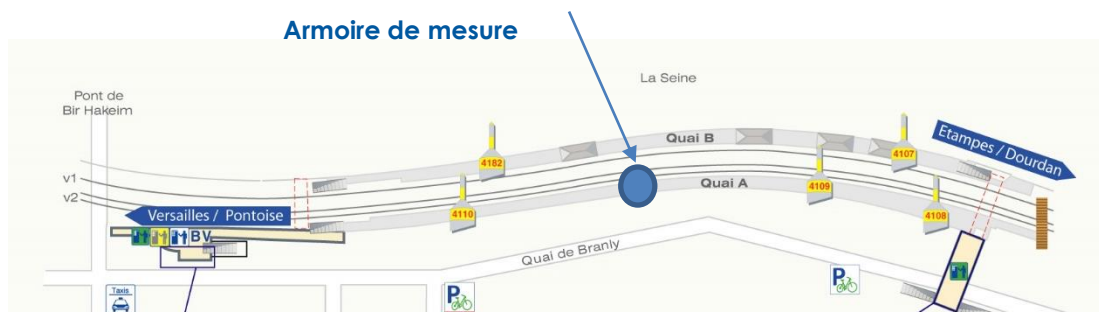 Armoire de mesure
La Seine
Pont de
Bir Hakeim
Quai B
4107
Etampes / Dourdan
4182
v1
Quai A
4109
v2
Versailles / Pontoise
4110
4108
BV
Quai de Branly
Taxis
P
P